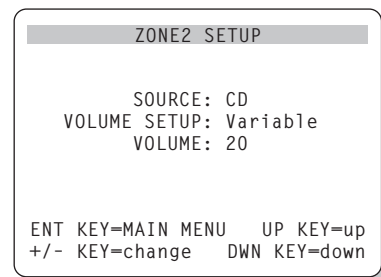 ZONE2 SETUP
SOURCE: CD
VOLUME SETUP: Variable
VOLUME: 20
ENT KEY=MAIN MENU UP KEY=up
+/- KEY=change DWN KEY=down